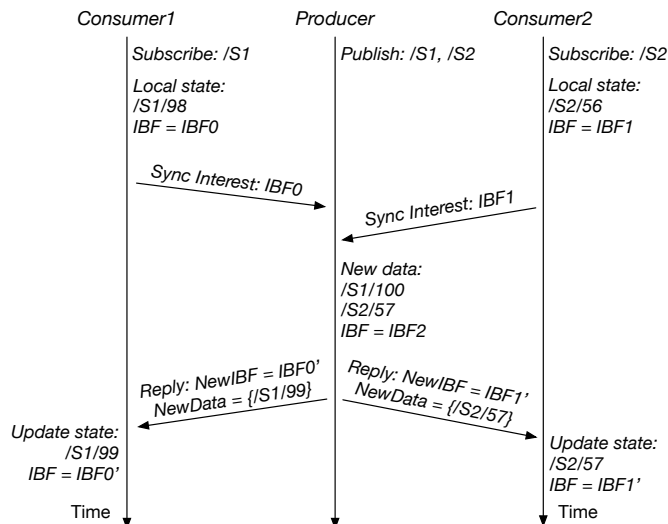 Consumer1
Producer
Consumer2
Subscribe: /S1
Publish: /S1, /S2
Subscribe: /S2
Local state:
/S1/98
IBF = IBF0
Local state:
/S2/56
IBF = IBF1
Sync Interest: IBF0
Sync Interest: IBF1
New data:
/S1/100
/S2/57
IBF = IBF2
Reply: NewIBF = IBF0’
NewData = {/S1/99}
Reply: NewIBF = IBF1’
NewData = {/S2/57}
Update state:
/S1/99
IBF = IBF0’
Update state:
/S2/57
IBF = IBF1’
Time
Time